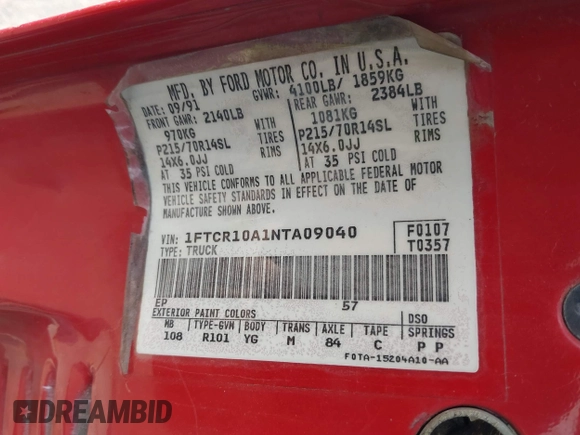 MFD. BY FORD MOTOR CO. IN U.S.A.
DATE: 09/91 GVWR: 4100LB/ 1859KG
FRONT GAWR: 2140LB REAR GAWR: 2384LB
970KG WITH 1081KG WITH
P215/70R14SL TIRES P215/70R14SL TIRES
14X6.0JJ RIMS 14X6.0JJ RIMS
AT 35 PSI COLD AT 35 PSI COLD
THIS VEHICLE CONFORMS TO ALL APPLICABLE FEDERAL MOTOR
VEHICLE SAFETY STANDARDS IN EFFECT ON THE DATE OF
MANUFACTURE SHOWN ABOVE.
VIN: 1FTCR10A1NTA09040 F0107
TYPE: TRUCK T0357
EP 57
EXTERIOR PAINT COLORS DSO
WB TYPE-GVW BODY TRANS AXLE TAPE SPRINGS
108 R101 YG M 84 C P P
F0TA-15204A10-AA
DREAMBID